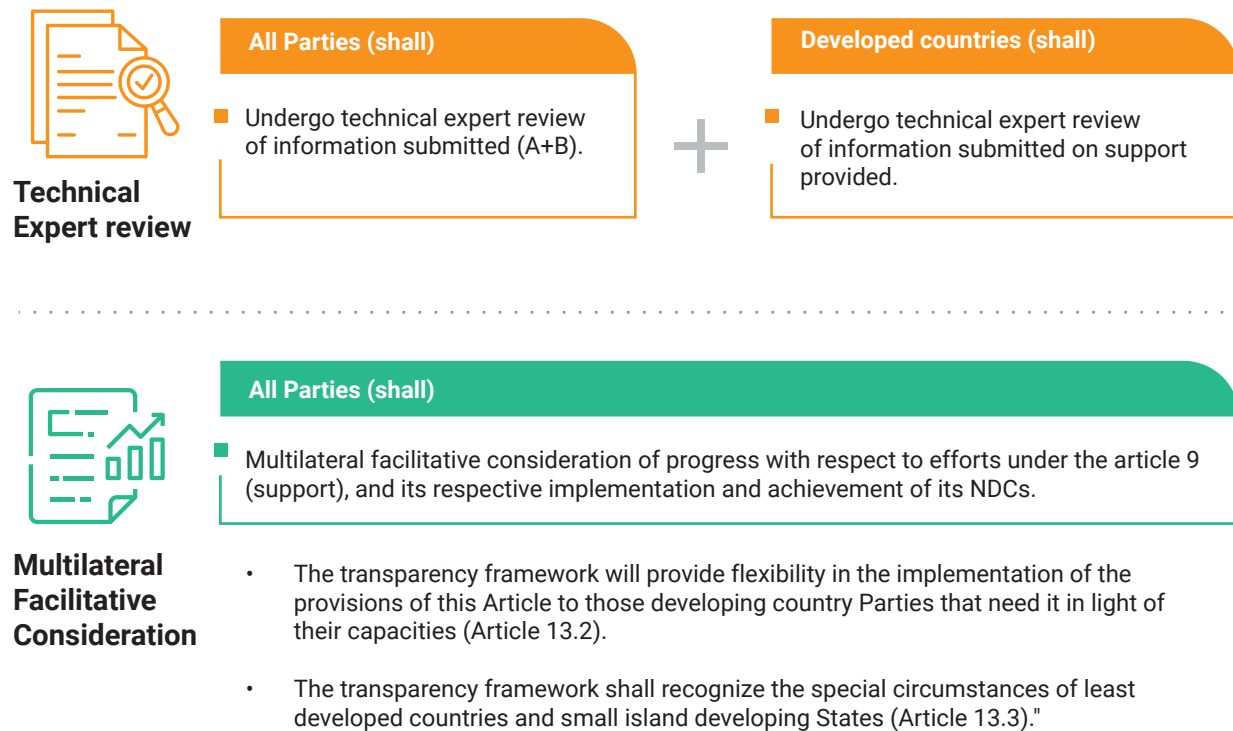 Technical
Expert review
All Parties (shall)
Undergo technical expert review
of information submitted (A+B).
+
Developed countries (shall)
Undergo technical expert review
of information submitted on support
provided.
Multilateral
Facilitative
Consideration
All Parties (shall)
Multilateral facilitative consideration of progress with respect to efforts under the article 9
(support), and its respective implementation and achievement of its NDCs.
• The transparency framework will provide flexibility in the implementation of the
provisions of this Article to those developing country Parties that need it in light of
their capacities (Article 13.2).
• The transparency framework shall recognize the special circumstances of least
developed countries and small island developing States (Article 13.3)."